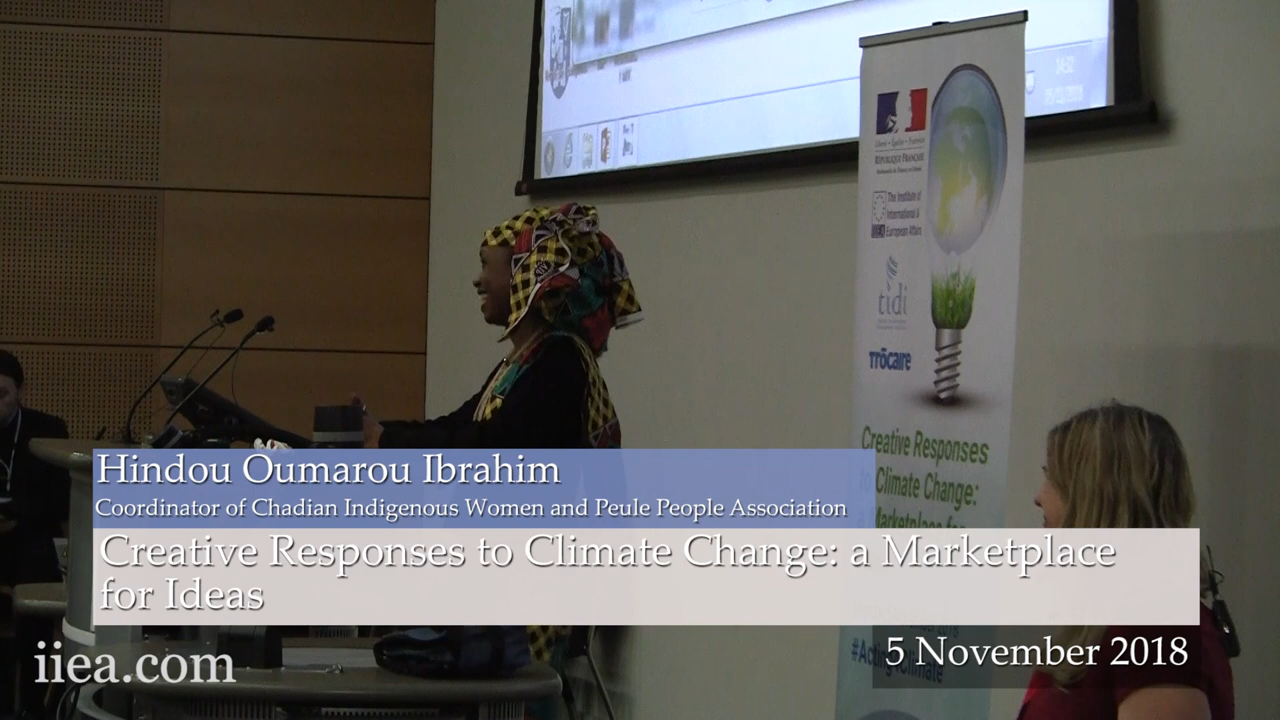 RÉPUBLIQUE FRANÇAISE
The Institute of
International &
European Affairs
tidi
Trócaire
Creative Responses
to Climate Change:
Hindou Oumarou Ibrahim
Coordinator of Chadian Indigenous Women and Peule People Association
Creative Responses to Climate Change: a Marketplace
for Ideas
iiea.com
5 November 2018